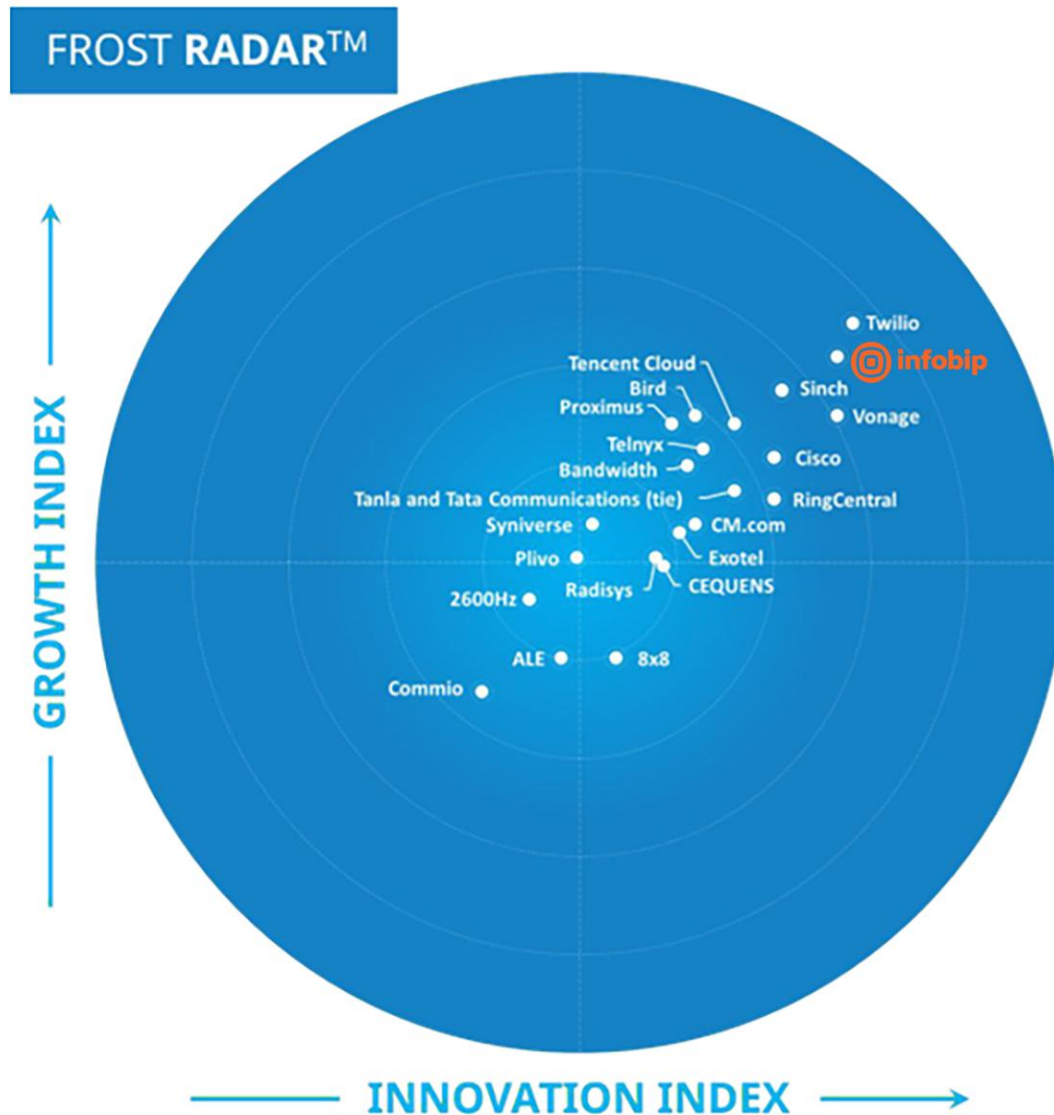 FROST RADAR™
GROWTH INDEX
Twilio
infobip
Tencent Cloud
Bird
Sinch
Proximus
Vonage
Telnyx
Cisco
Bandwidth
Tanla and Tata Communications (tie)
RingCentral
Syniverse
CM.com
Plivo
Exotel
Radisys
CEQUENS
2600Hz
ALE
8x8
Commio
INNOVATION INDEX